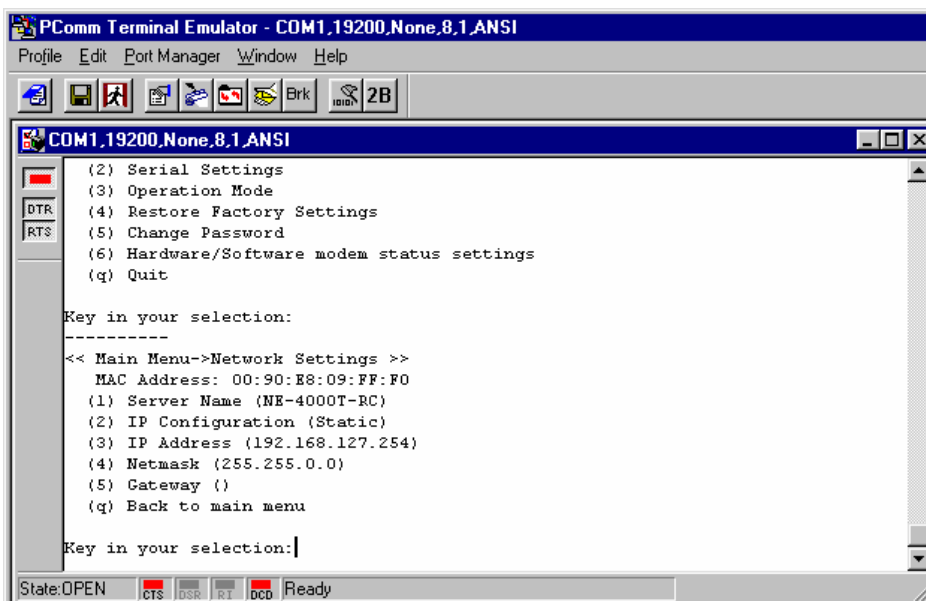 PComm Terminal Emulator - COM1,19200,None,8,1,ANSI
Profile Edit Port Manager Window Help
Brk 2B
COM1,19200,None,8,1,ANSI
(2) Serial Settings
(3) Operation Mode
DTR
(4) Restore Factory Settings
RTS
(5) Change Password
(6) Hardware/Software modem status settings
(q) Quit
Key in your selection:
----------
<< Main Menu->Network Settings >>
MAC Address: 00:90:E8:09:FF:F0
(1) Server Name (NE-4000T-RC)
(2) IP Configuration (Static)
(3) IP Address (192.168.127.254)
(4) Netmask (255.255.0.0)
(5) Gateway ()
(q) Back to main menu
Key in your selection:
State:OPEN CTS DSR RI DCD Ready